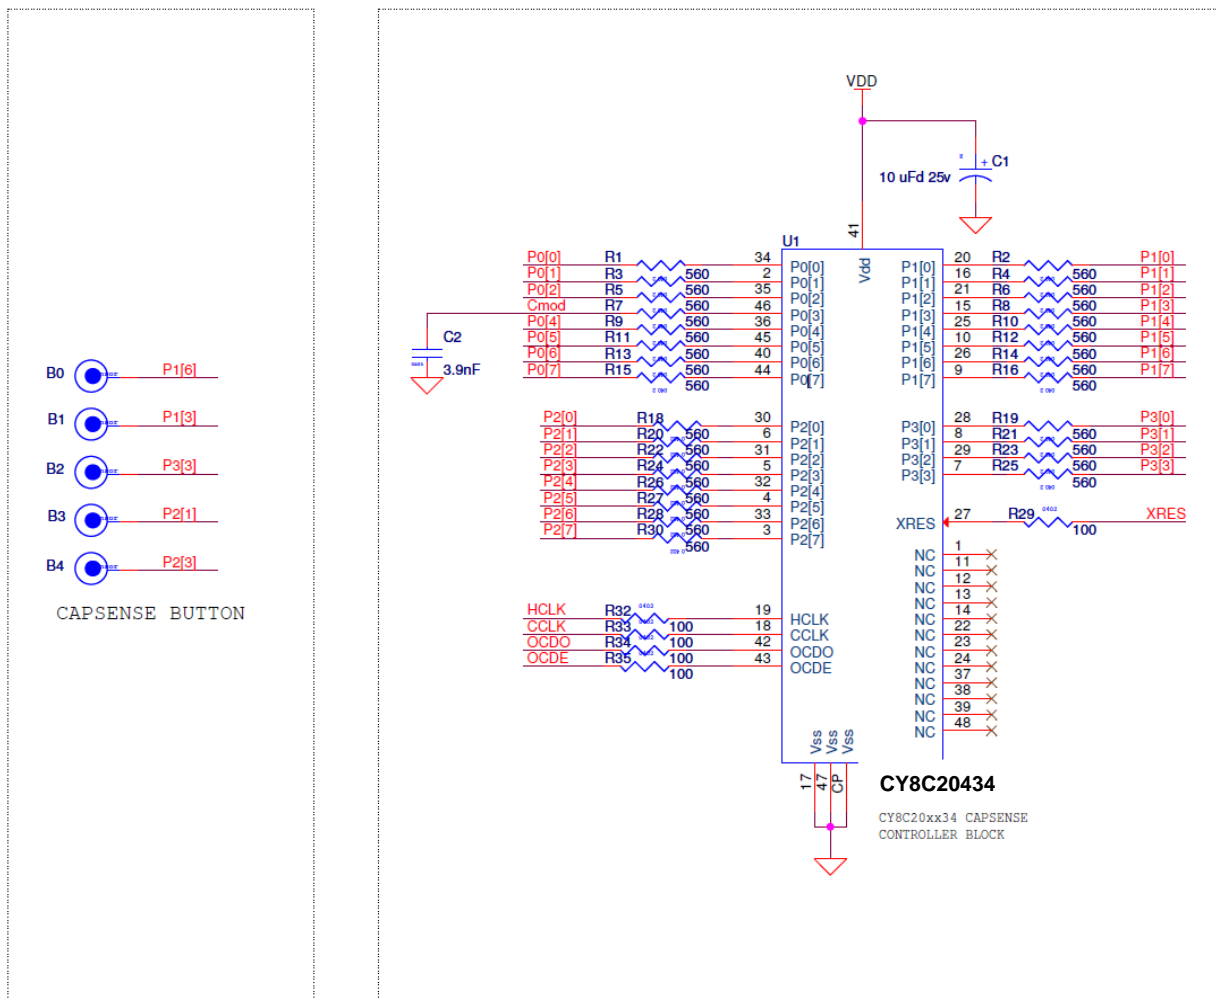 B0 P1[6]
B1 P1[3]
B2 P3[3]
B3 P2[1]
B4 P2[3]
CAPSENSE BUTTON
VDD
+ C1
10 uFd 25v
41
U1
Vdd
P0[0] R1 34 P0[0]
P0[1] R3 560 2 P0[1]
P0[2] R5 560 35 P0[2]
Cmod R7 560 46 P0[3]
P0[4] R9 560 36 P0[4]
P0[5] R11 560 45 P0[5]
P0[6] R13 560 40 P0[6]
P0[7] R15 560 44 P0[7]
560
C2
3.9nF
P1[0] 20 R2 P1[0]
P1[1] 16 R4 560 P1[1]
P1[2] 21 R6 560 P1[2]
P1[3] 15 R8 560 P1[3]
P1[4] 25 R10 560 P1[4]
P1[5] 10 R12 560 P1[5]
P1[6] 26 R14 560 P1[6]
P1[7] 9 R16 560 P1[7]
560
P2[0] R18 30 P2[0]
P2[1] R20 560 6 P2[1]
P2[2] R22 560 31 P2[2]
P2[3] R24 560 5 P2[3]
P2[4] R26 560 32 P2[4]
P2[5] R27 560 4 P2[5]
P2[6] R28 560 33 P2[6]
P2[7] R30 560 3 P2[7]
560
P3[0] 28 R19 P3[0]
P3[1] 8 R21 560 P3[1]
P3[2] 29 R23 560 P3[2]
P3[3] 7 R25 560 P3[3]
560
XRES 27 R29 0402 100 XRES
NC 1
NC 11
NC 12
NC 13
NC 14
NC 22
NC 23
NC 24
NC 37
NC 38
NC 39
NC 48
HCLK R32 0402 19 HCLK
CCLK R33 0402 100 18 CCLK
OCDO R34 0402 100 42 OCDO
OCDE R35 100 43 OCDE
100
Vss Vss Vss
17 47 CP
CY8C20434
CY8C20xx34 CAPSENSE
CONTROLLER BLOCK